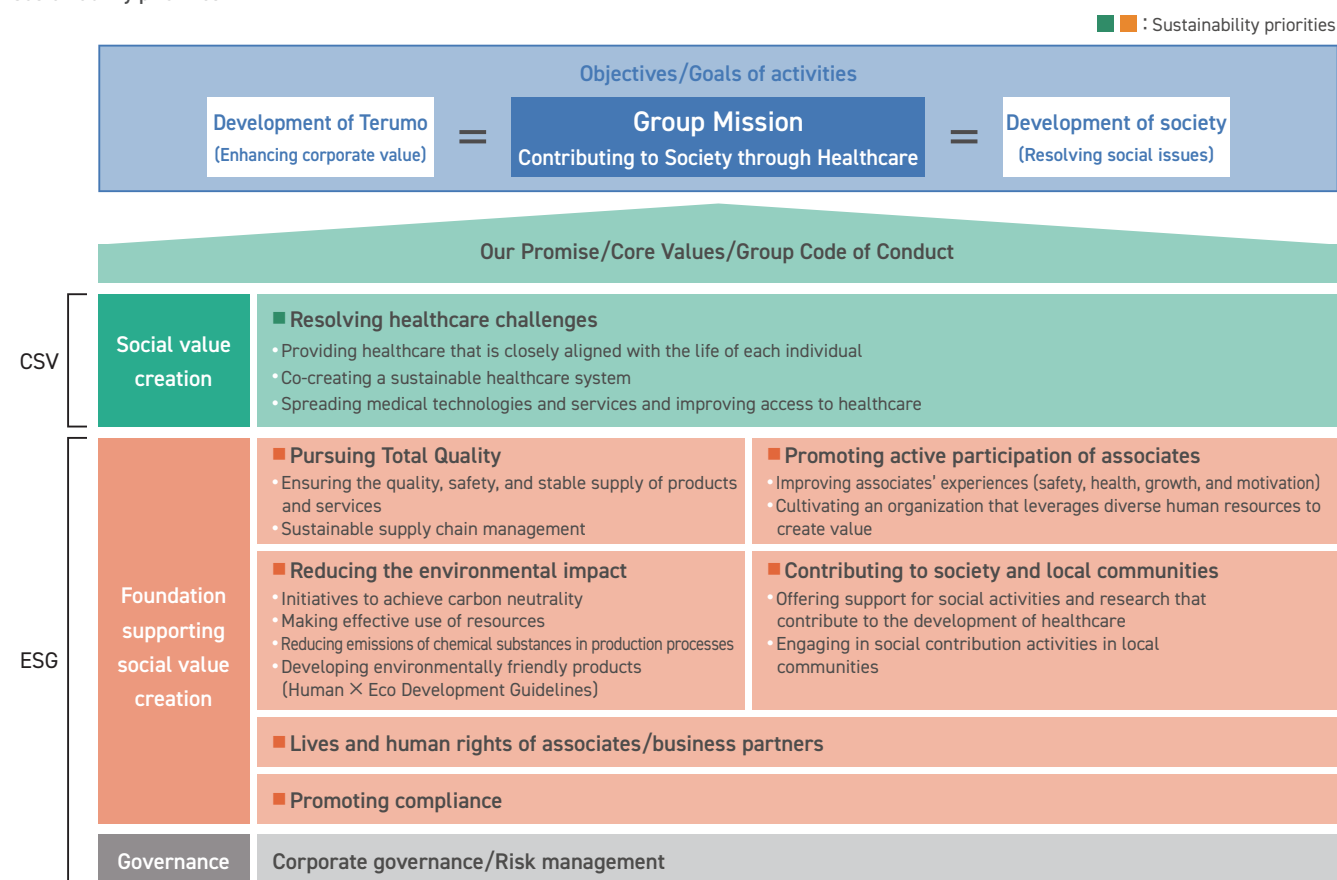 : Sustainability priorities
Objectives/Goals of activities
Development of Terumo
(Enhancing corporate value)
=
Group Mission
Contributing to Society through Healthcare
=
Development of society
(Resolving social issues)
Our Promise/Core Values/Group Code of Conduct
CSV
Social value
creation
Resolving healthcare challenges
• Providing healthcare that is closely aligned with the life of each individual
• Co-creating a sustainable healthcare system
• Spreading medical technologies and services and improving access to healthcare
ESG
Foundation
supporting
social value
creation
Pursuing Total Quality
• Ensuring the quality, safety, and stable supply of products
and services
• Sustainable supply chain management
Promoting active participation of associates
• Improving associates' experiences (safety, health, growth, and motivation)
• Cultivating an organization that leverages diverse human resources to
create value
Reducing the environmental impact
• Initiatives to achieve carbon neutrality
• Making effective use of resources
• Reducing emissions of chemical substances in production processes
• Developing environmentally friendly products
(Human × Eco Development Guidelines)
Contributing to society and local communities
• Offering support for social activities and research that
contribute to the development of healthcare
• Engaging in social contribution activities in local
communities
Lives and human rights of associates/business partners
Promoting compliance
Governance
Corporate governance/Risk management